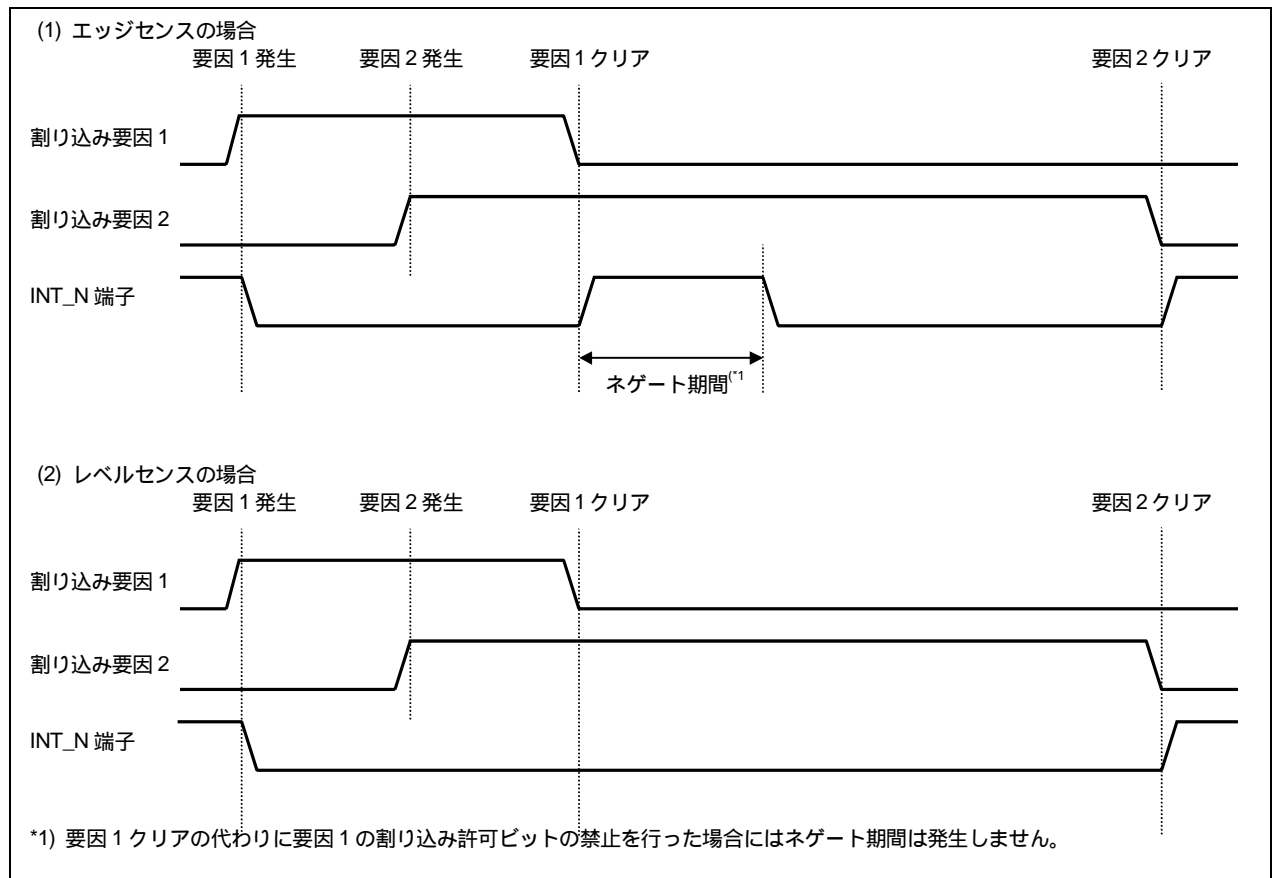 (1) エッジセンスの場合
要因1発生 要因2発生 要因1クリア 要因2クリア
割り込み要因1
割り込み要因2
INT_N 端子
ネゲート期間(*1
(2) レベルセンスの場合
要因1発生 要因2発生 要因1クリア 要因2クリア
割り込み要因1
割り込み要因2
INT_N 端子
*1) 要因1クリアの代わりに要因1の割り込み許可ビットの禁止を行った場合にはネゲート期間は発生しません。